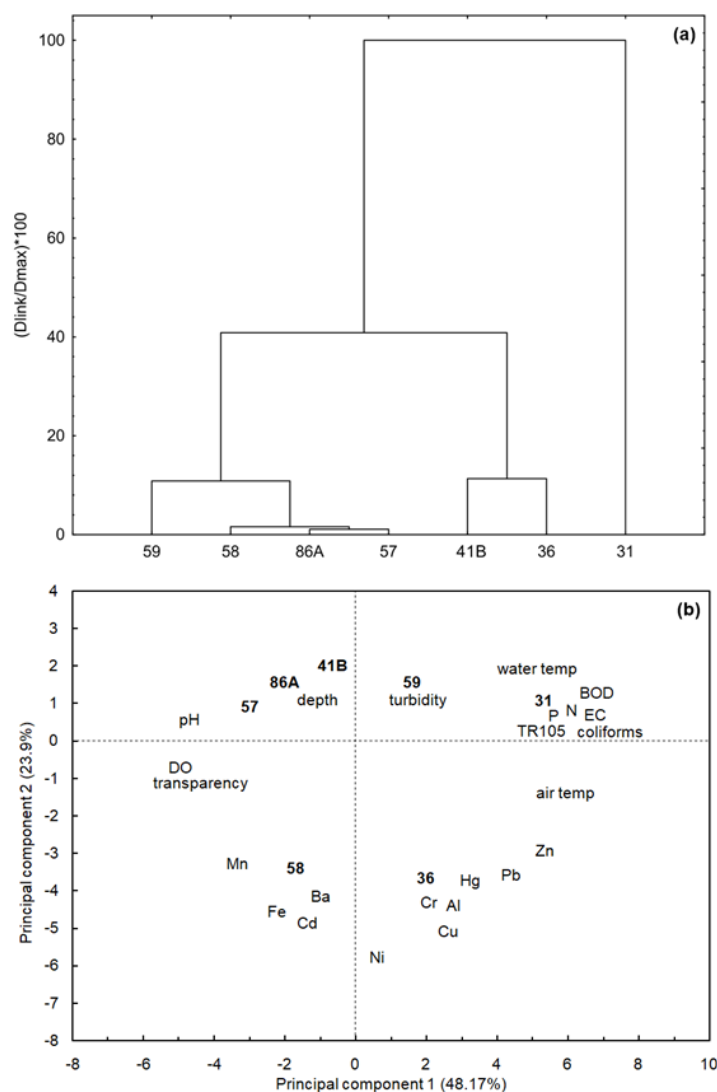 (a)
100
80
60
40
20
0
(Dlink/Dmax)*100
59 58 86A 57 41B 36 31
(b)
4
3
2
1
0
-1
-2
-3
-4
-5
-6
-7
-8
Principal component 2 (23.9%)
41B
water temp
86A
59
BOD
depth
turbidity
31
57
P N EC
pH
TR105 coliforms
DO
transparency
air temp
Zn
Mn
58
36
Hg
Pb
Ba
Cr
Al
Fe
Cd
Cu
Ni
-8 -6 -4 -2 0 2 4 6 8 10
Principal component 1 (48.17%)